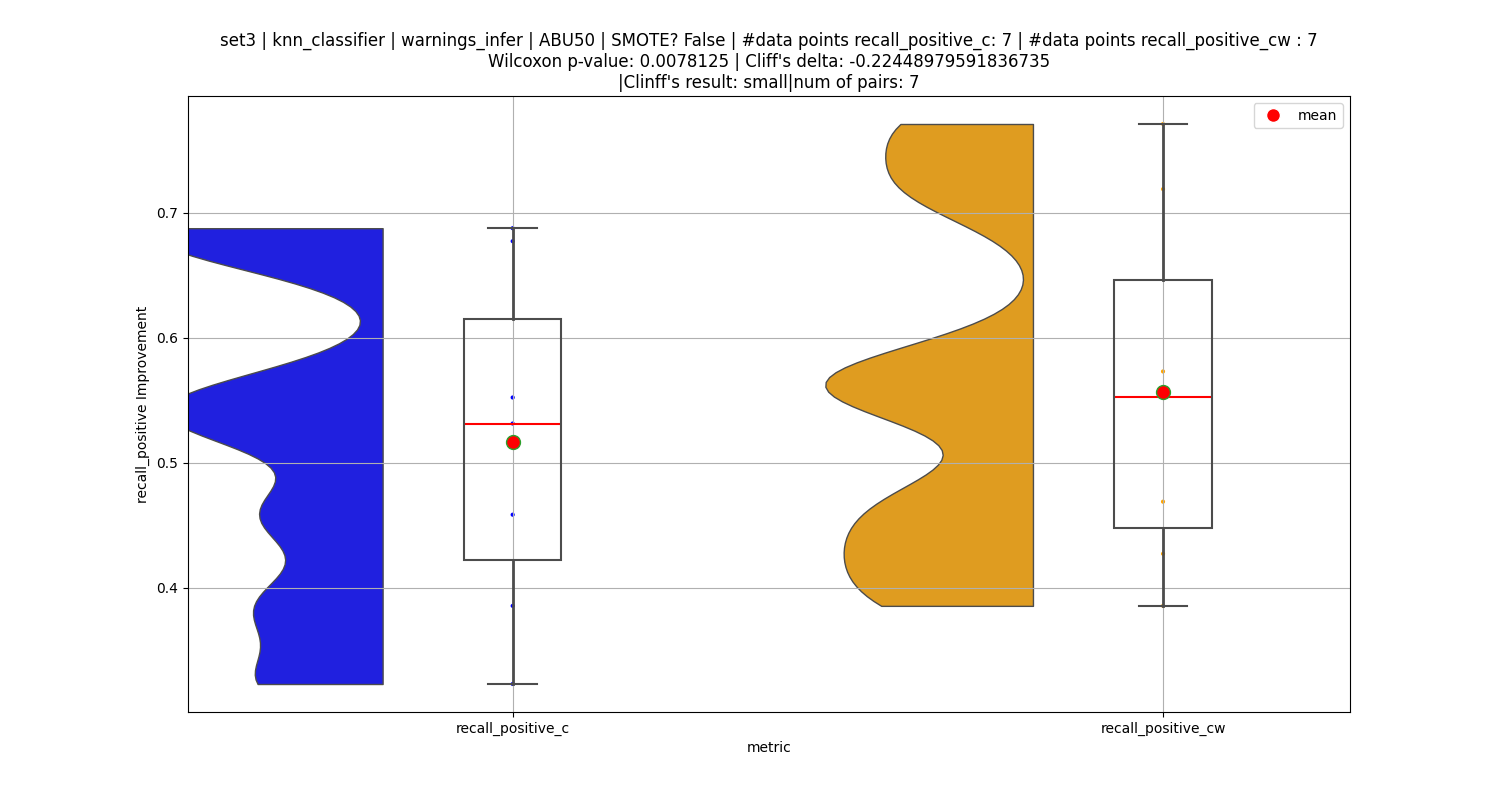 set3 | knn_classifier | warnings_infer | ABU50 | SMOTE? False | #data points recall_positive_c: 7 | #data points recall_positive_cw : 7
Wilcoxon p-value: 0.0078125 | Cliff's delta: -0.22448979591836735
|Clinff's result: small|num of pairs: 7
mean
0.7
0.6
0.5
0.4
recall_positive Improvement
recall_positive_c
recall_positive_cw
metric